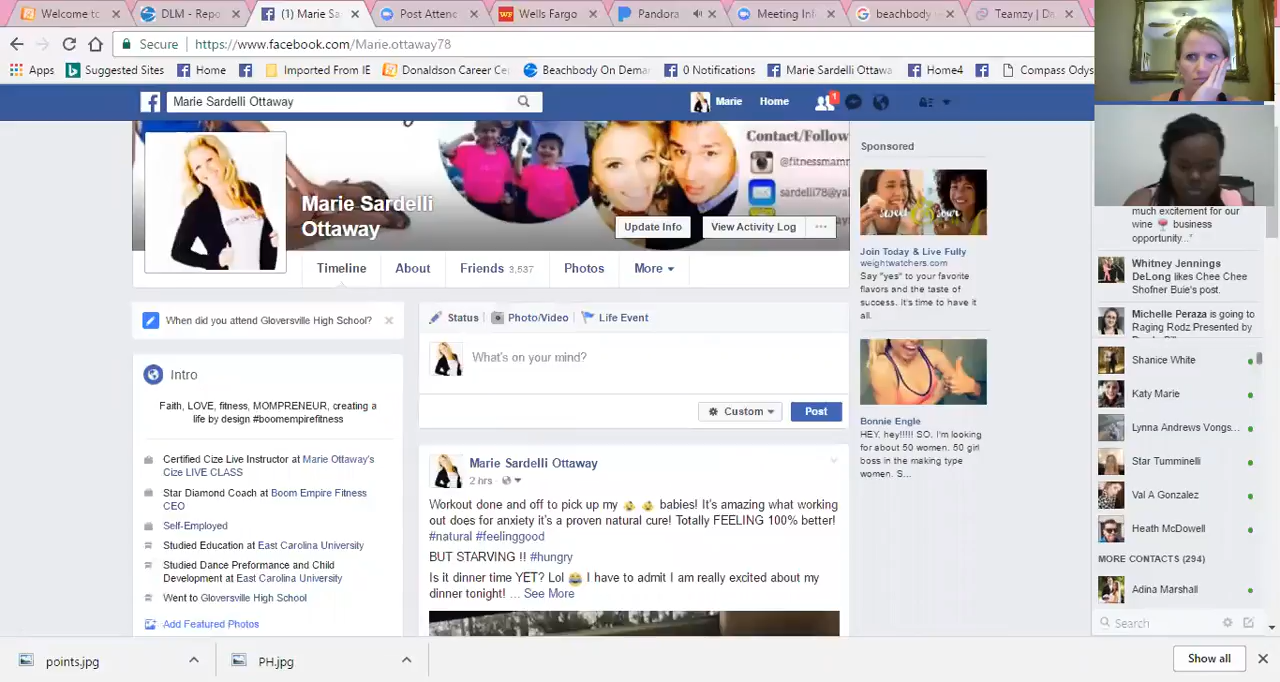 Welcome to
DLM - Repo
(1) Marie Sa
Post Attenc
Wells Fargo
Pandora
Meeting In
beachbody
Teamzy | D
Secure
https://www.facebook.com/Marie.ottaway78
Apps
Suggested Sites
Home
Imported From IE
Donaldson Career Ce
Beachbody On Dema
0 Notifications
Marie Sardelli Ottawa
Home4
Compass Odys
Marie Sardelli Ottaway
Marie
Home
1
Contact/Follow
@fitnessmam
sardelli78@ya
Marie Sardelli
Ottaway
Update Info
View Activity Log
Timeline
About
Friends 3,537
Photos
More
When did you attend Gloversville High School?
Intro
Faith, LOVE, fitness, MOMPRENEUR, creating a
life by design #boomempirefitness
Certified Cize Live Instructor at Marie Ottaway's
Cize LIVE CLASS
Star Diamond Coach at Boom Empire Fitness
CEO
Self-Employed
Studied Education at East Carolina University
Studied Dance Preformance and Child
Development at East Carolina University
Went to Gloversville High School
Add Featured Photos
Status
Photo/Video
Life Event
What's on your mind?
Custom
Post
Marie Sardelli Ottaway
2 hrs
Workout done and off to pick up my babies! It's amazing what working
out does for anxiety it's a proven natural cure! Totally FEELING 100% better!
#natural #feelinggood
BUT STARVING !! #hungry
Is it dinner time YET? Lol I have to admit I am really excited about my
dinner tonight! ... See More
Sponsored
sweet
sour
Join Today & Live Fully
weightwatchers.com
Say "yes" to your favorite
flavors and the taste of
success. It's time to have it
all.
Bonnie Engle
HEY, hey!!!!! SO, I'm looking
for about 50 women. 50 girl
boss in the making type
women. S...
much excitement for our
wine business
opportunity..."
Whitney Jennings
DeLong likes Chee Chee
Shofner Buie's post.
Michelle Peraza is going to
Raging Rodz Presented by
Shanice White
Katy Marie
Lynna Andrews Vongs...
Star Tumminelli
Val A Gonzalez
Heath McDowell
MORE CONTACTS (294)
Adina Marshall
Search
points.jpg
PH.jpg
Show all